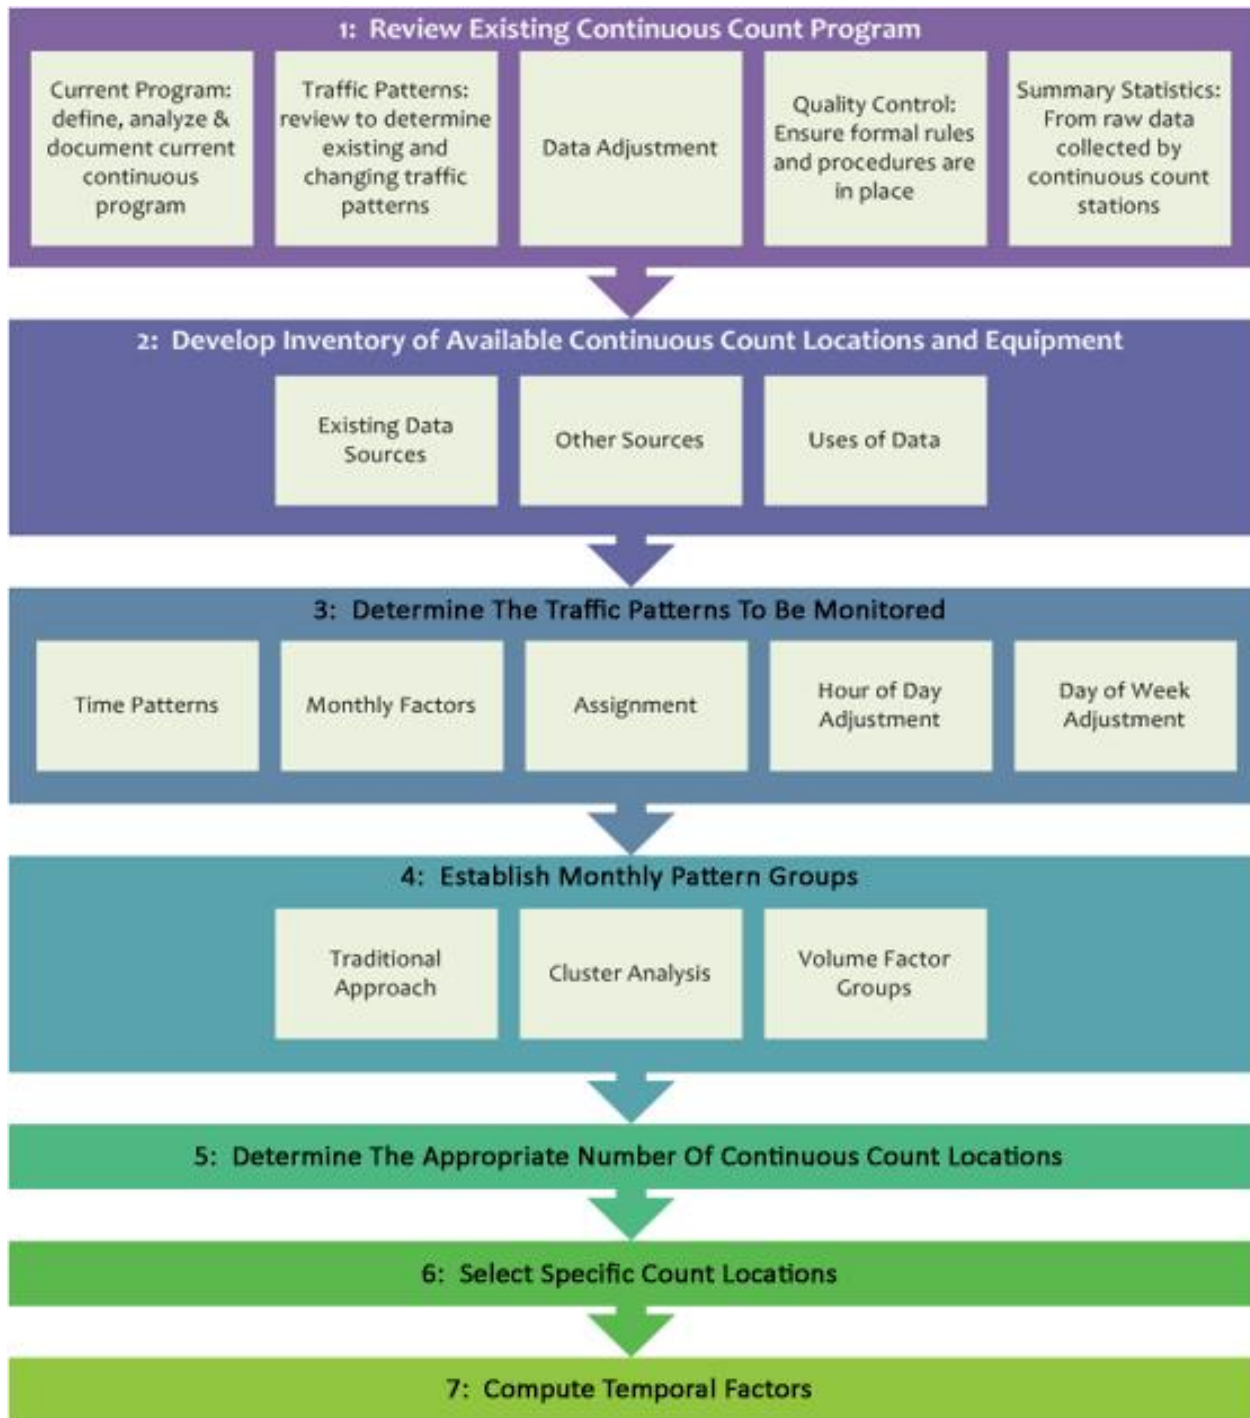 1: Review Existing Continuous Count Program
Current Program:
define, analyze &
document current
continuous
program
Traffic Patterns:
review to determine
existing and
changing traffic
patterns
Data Adjustment
Quality Control:
Ensure formal rules
and procedures are
in place
Summary Statistics:
From raw data
collected by
continuous count
stations
2: Develop Inventory of Available Continuous Count Locations and Equipment
Existing Data
Sources
Other Sources
Uses of Data
3: Determine The Traffic Patterns To Be Monitored
Time Patterns
Monthly Factors
Assignment
Hour of Day
Adjustment
Day of Week
Adjustment
4: Establish Monthly Pattern Groups
Traditional
Approach
Cluster Analysis
Volume Factor
Groups
5: Determine The Appropriate Number Of Continuous Count Locations
6: Select Specific Count Locations
7: Compute Temporal Factors